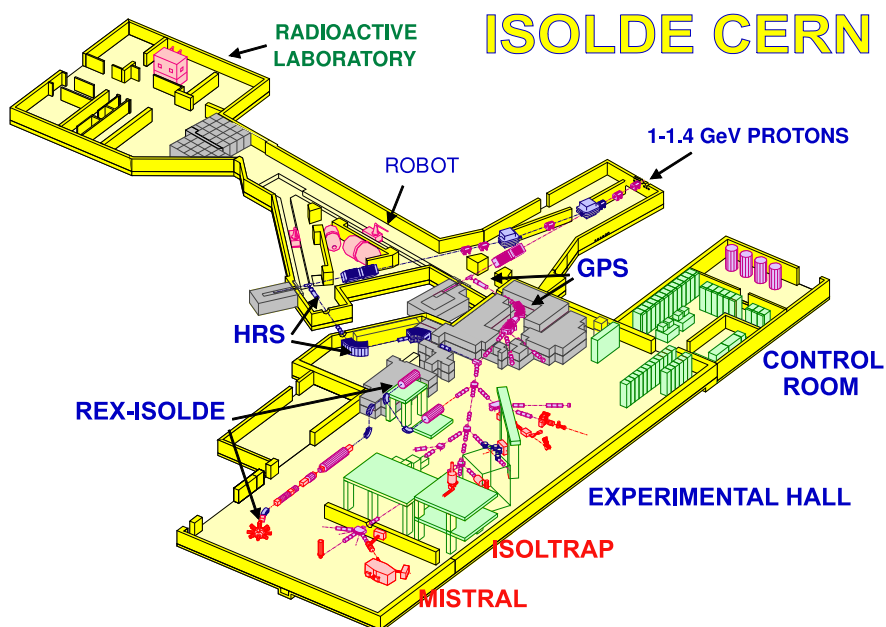 ISOLDE CERN
RADIOACTIVE
LABORATORY
1-1.4 GeV PROTONS
ROBOT
GPS
HRS
CONTROL
ROOM
REX-ISOLDE
EXPERIMENTAL HALL
ISOLTRAP
MISTRAL